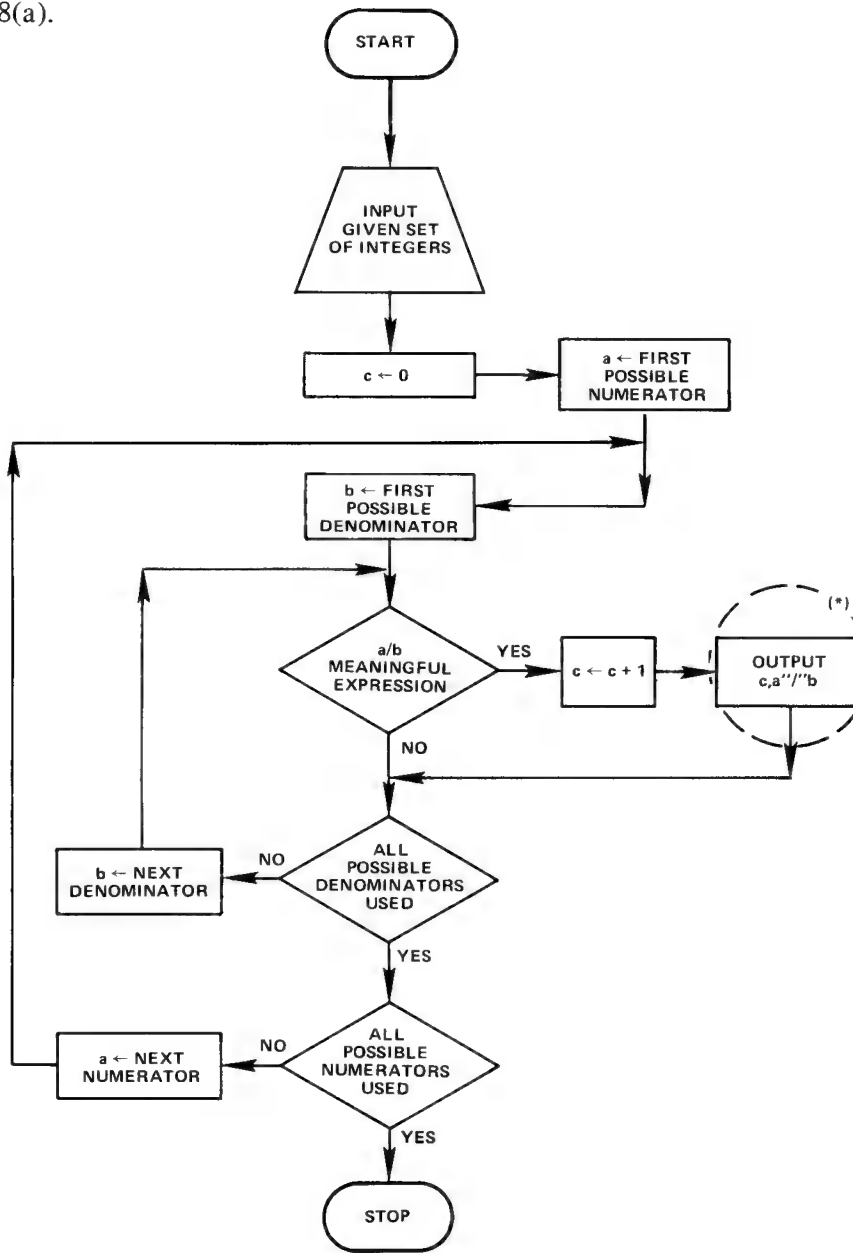 8(a).
START
INPUT
GIVEN SET
OF INTEGERS
c ← 0
a ← FIRST
POSSIBLE
NUMERATOR
b ← FIRST
POSSIBLE
DENOMINATOR
a/b
MEANINGFUL
EXPRESSION
YES
c ← c + 1
(*)
OUTPUT
c,a''/''b
NO
ALL
POSSIBLE
DENOMINATORS
USED
NO
b ← NEXT
DENOMINATOR
YES
ALL
POSSIBLE
NUMERATORS
USED
NO
a ← NEXT
NUMERATOR
YES
STOP